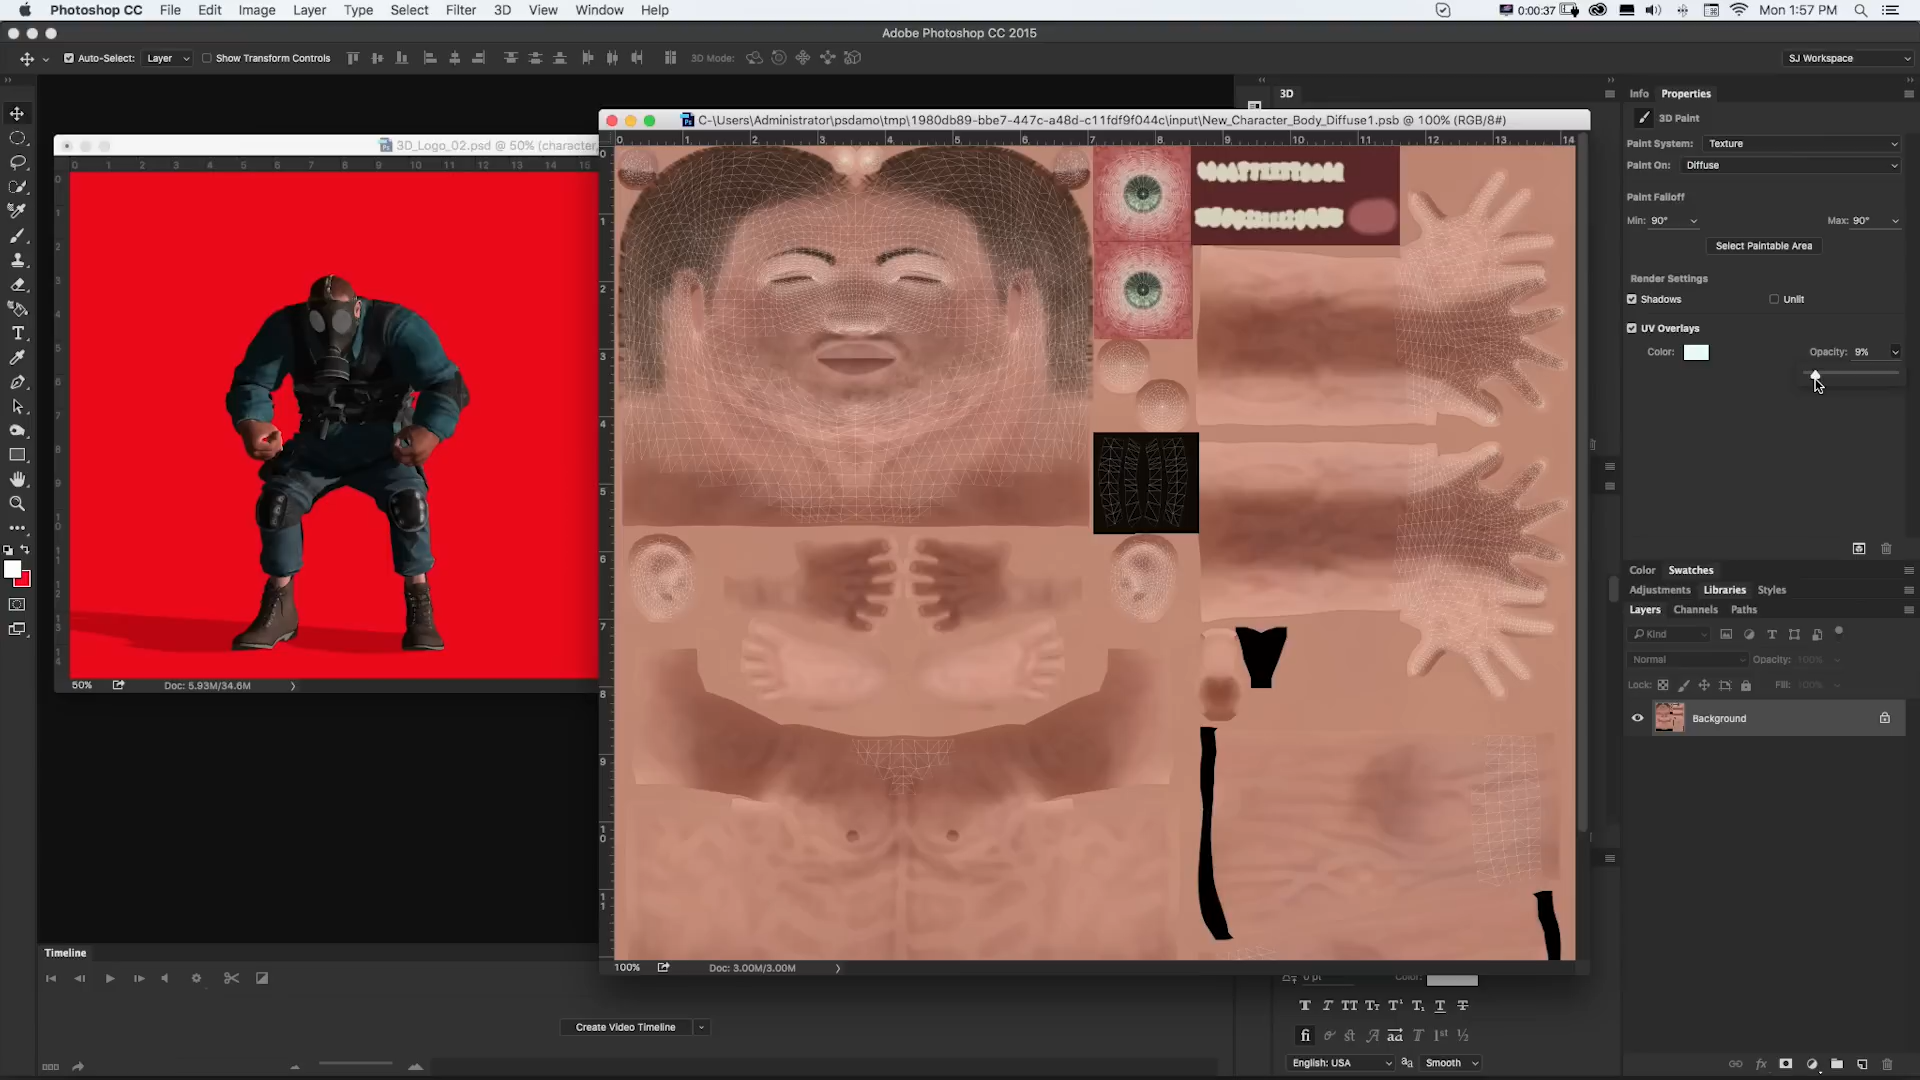 Photoshop CC File Edit Image Layer Type Select Filter 3D View Window Help 0:00:37 Mon 1:57 PM
Adobe Photoshop CC 2015
Auto-Select: Layer Show Transform Controls 3D Mode: SJ Workspace
3D Info Properties
C-\Users\Administrator\psdamo\tmp\1980db89-bbe7-447c-a48d-c11fdf9f044c\input\New_Character_Body_Diffuse1.psb @ 100% (RGB/8#)
3D_Logo_02.psd @ 50% (character,
3D Paint
Paint System: Texture
Paint On: Diffuse
Paint Falloff
Min: 90° Max: 90°
Select Paintable Area
Render Settings
Shadows Unlit
UV Overlays
Color: Opacity: 9%
Color Swatches
Adjustments Libraries Styles
Layers Channels Paths
Kind
Normal Opacity: 100%
Lock: Fill: 100%
Background
50% Doc: 5.93M/34.6M
100% Doc: 3.00M/3.00M
Timeline
Create Video Timeline
0 pt Color:
English: USA aa Smooth